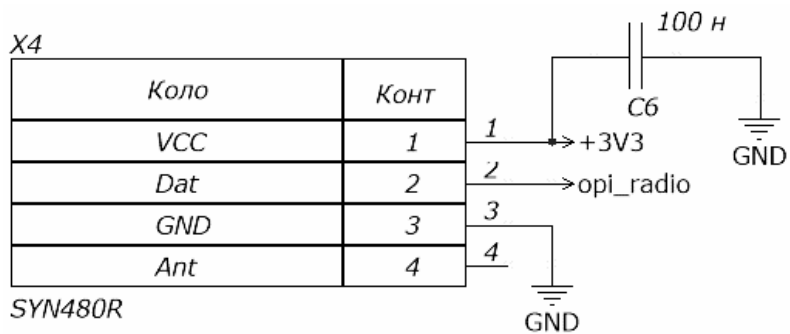 100 н
X4
Коло Конт
C6
VCC 1 1 +3V3
GND
Dat 2 2 opi_radio
GND 3 3
Ant 4 4
SYN480R
GND